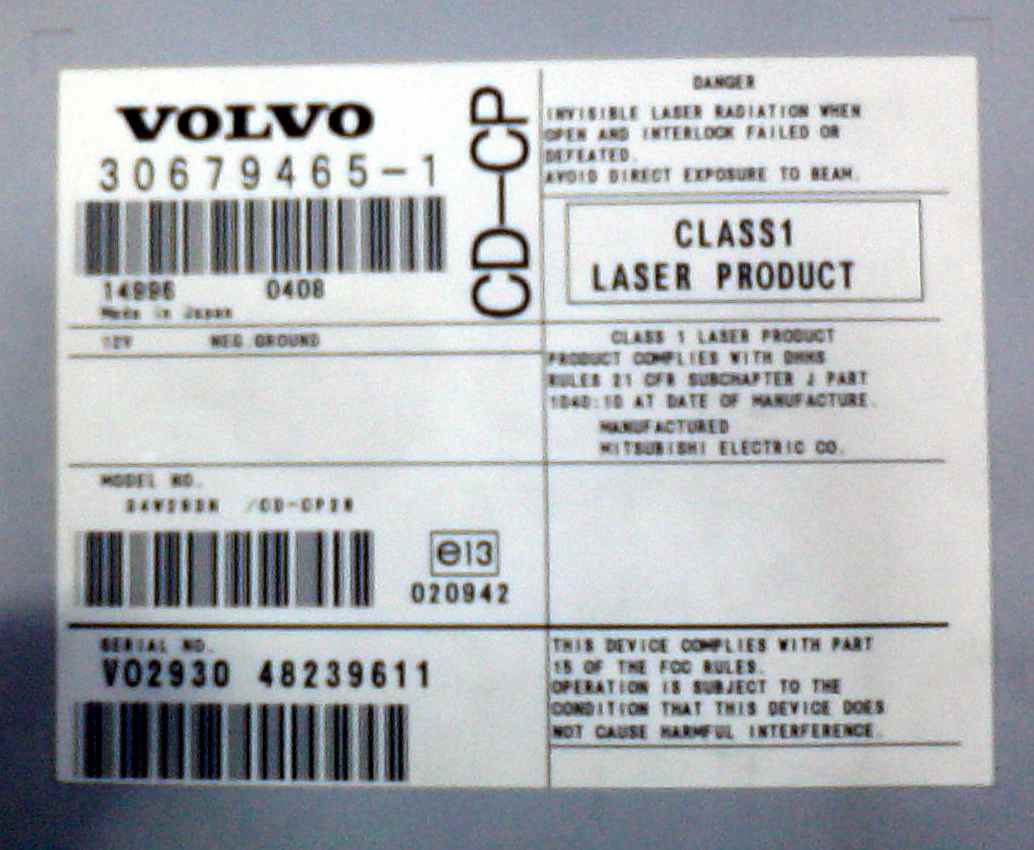 VOLVO
30679465-1
14996 0408
Made in Japan
CD-CP
12V NEG GROUND
MODEL NO.
/CD-CP2N
e13
020942
SERIAL NO.
VO2930 48239611
DANGER
INVISIBLE LASER RADIATION WHEN
OPEN AND INTERLOCK FAILED OR
DEFEATED.
AVOID DIRECT EXPOSURE TO BEAM.
CLASS1
LASER PRODUCT
CLASS 1 LASER PRODUCT
PRODUCT COMPLIES WITH DHHS
RULES 21 CFR SUBCHAPTER J PART
1040:10 AT DATE OF MANUFACTURE.
MANUFACTURED
MITSUBISHI ELECTRIC CO.
THIS DEVICE COMPLIES WITH PART
15 OF THE FCC RULES.
OPERATION IS SUBJECT TO THE
CONDITION THAT THIS DEVICE DOES
NOT CAUSE HARMFUL INTERFERENCE.